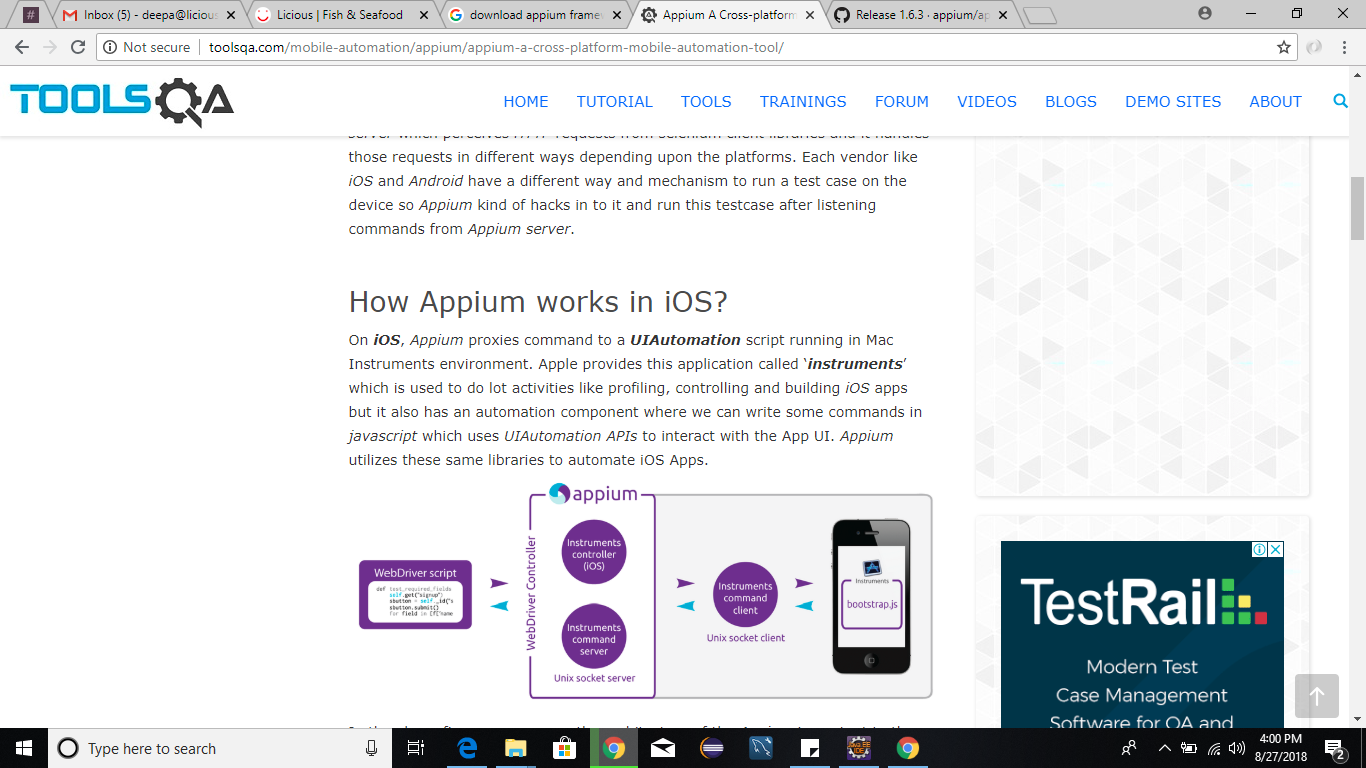 #
Inbox (5) - deepa@licious
Licious | Fish & Seafood
download appium frame
Appium A Cross-platform
Release 1.6.3 · appium/ap
Not secure
toolsqa.com/mobile-automation/appium/appium-a-cross-platform-mobile-automation-tool/
TOOLSQA
HOME
TUTORIAL
TOOLS
TRAININGS
FORUM
VIDEOS
BLOGS
DEMO SITES
ABOUT
those requests in different ways depending upon the platforms. Each vendor like
iOS and Android have a different way and mechanism to run a test case on the
device so Appium kind of hacks in to it and run this testcase after listening
commands from Appium server.
How Appium works in iOS?
On iOS, Appium proxies command to a UIAutomation script running in Mac
Instruments environment. Apple provides this application called ‘instruments’
which is used to do lot activities like profiling, controlling and building iOS apps
but it also has an automation component where we can write some commands in
javascript which uses UIAutomation APIs to interact with the App UI. Appium
utilizes these same libraries to automate iOS Apps.
appium
WebDriver script
def test_required_fields
self.get("signup")
sbutton = self._id("s
sbutton.submit()
for field in
WebDriver Controller
Instruments
controller
(iOS)
Instruments
command
server
Unix socket server
Instruments
command
client
Unix socket client
Instruments
bootstrap.js
TestRail
Modern Test
Case Management
Software for QA and
Type here to search
4:00 PM
8/27/2018
2